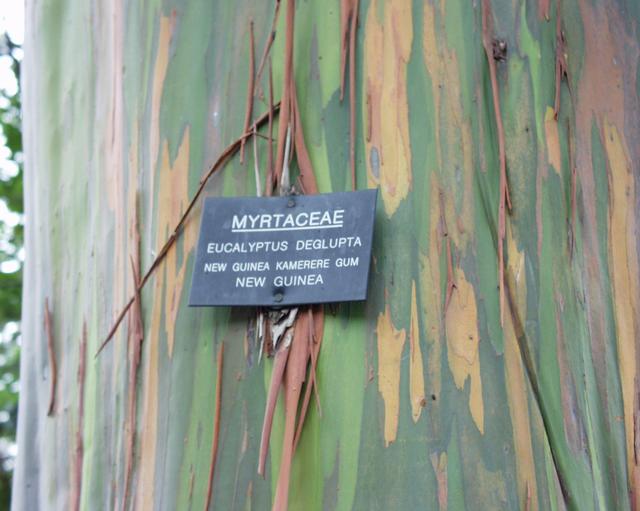 MYRTACEAE
EUCALYPTUS DEGLUPTA
NEW GUINEA KAMERERE GUM
NEW GUINEA